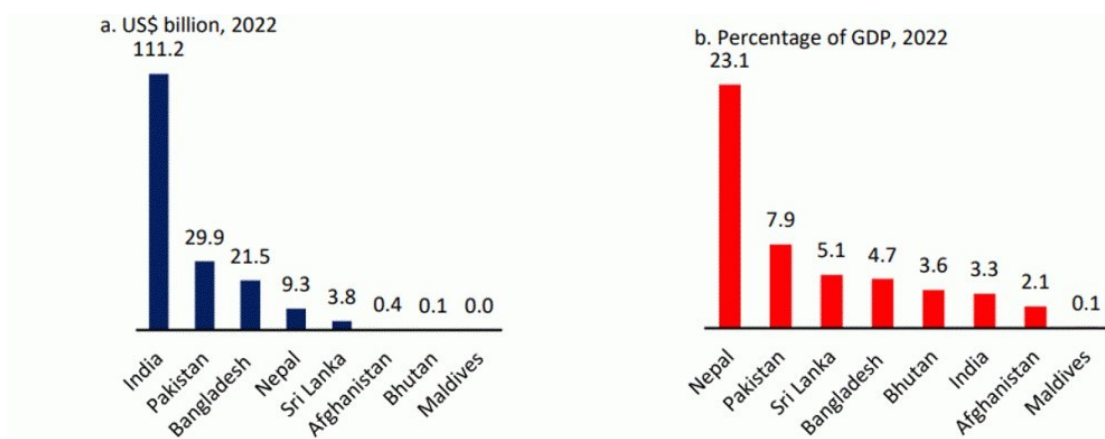 a. US$ billion, 2022
111.2
29.9
21.5
9.3
3.8
0.4
0.1
0.0
India
Pakistan
Bangladesh
Nepal
Sri Lanka
Afghanistan
Bhutan
Maldives
b. Percentage of GDP, 2022
23.1
7.9
5.1
4.7
3.6
3.3
2.1
0.1
Nepal
Pakistan
Sri Lanka
Bangladesh
Bhutan
India
Afghanistan
Maldives